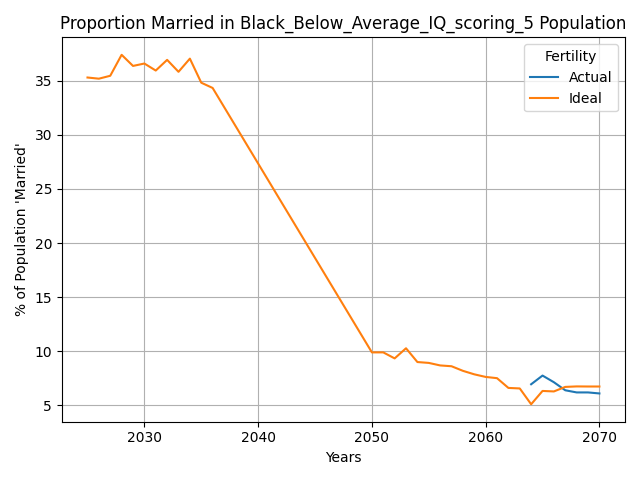 Proportion Married in Black_Below_Average_IQ_scoring_5 Population
Fertility
Actual
Ideal
% of Population 'Married'
35
30
25
20
15
10
5
2030 2040 2050 2060 2070
Years